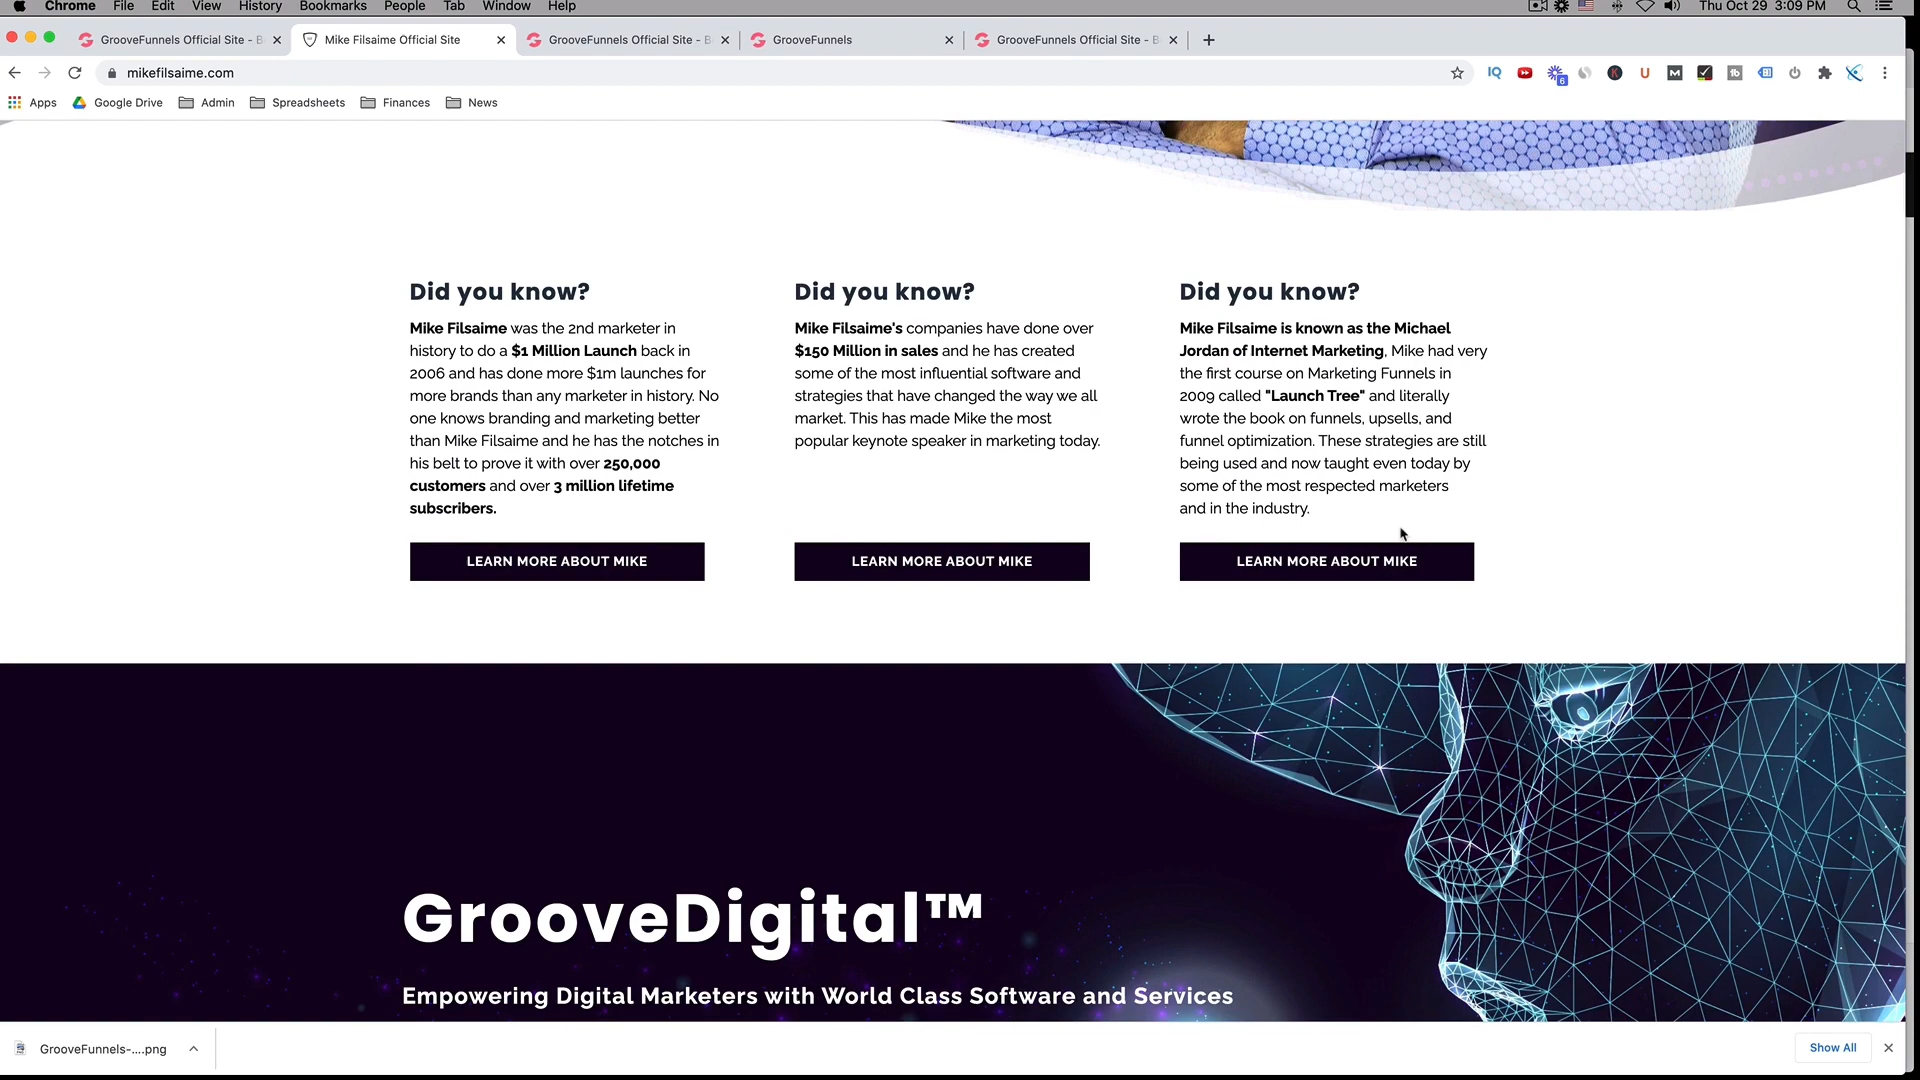 Chrome File Edit View History Bookmarks People Tab Window Help Thu Oct 29 3:09 PM
GrooveFunnels Official Site - B Mike Filsaime Official Site GrooveFunnels Official Site - B GrooveFunnels GrooveFunnels Official Site - B
mikefilsaime.com
Apps Google Drive Admin Spreadsheets Finances News
Did you know?
Mike Filsaime was the 2nd marketer in
history to do a $1 Million Launch back in
2006 and has done more $1m launches for
more brands than any marketer in history. No
one knows branding and marketing better
than Mike Filsaime and he has the notches in
his belt to prove it with over 250,000
customers and over 3 million lifetime
subscribers.
LEARN MORE ABOUT MIKE
Did you know?
Mike Filsaime's companies have done over
$150 Million in sales and he has created
some of the most influential software and
strategies that have changed the way we all
market. This has made Mike the most
popular keynote speaker in marketing today.
LEARN MORE ABOUT MIKE
Did you know?
Mike Filsaime is known as the Michael
Jordan of Internet Marketing, Mike had very
the first course on Marketing Funnels in
2009 called "Launch Tree" and literally
wrote the book on funnels, upsells, and
funnel optimization. These strategies are still
being used and now taught even today by
some of the most respected marketers
and in the industry.
LEARN MORE ABOUT MIKE
GrooveDigital™
Empowering Digital Marketers with World Class Software and Services
GrooveFunnels-....png Show All